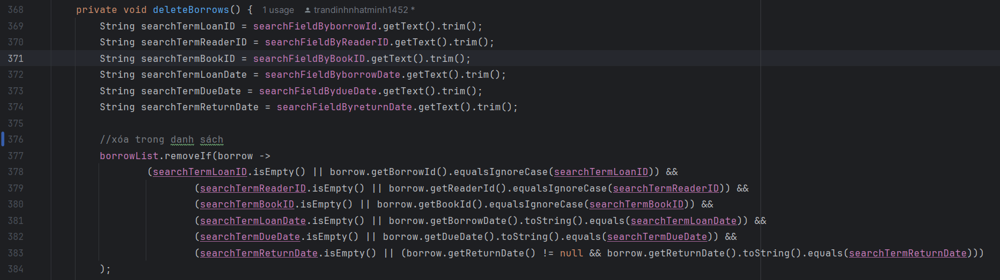 368 private void deleteBorrows() { 1 usage trandinhnhatminh1452 *
369 String searchTermLoanID = searchFieldByborrowId.getText().trim();
370 String searchTermReaderID = searchFieldByReaderID.getText().trim();
371 String searchTermBookID = searchFieldByBookID.getText().trim();
372 String searchTermLoanDate = searchFieldByborrowDate.getText().trim();
373 String searchTermDueDate = searchFieldBydueDate.getText().trim();
374 String searchTermReturnDate = searchFieldByreturnDate.getText().trim();
375
376 //xóa trong danh sách
377 borrowList.removeIf(borrow ->
378 (searchTermLoanID.isEmpty() || borrow.getBorrowId().equalsIgnoreCase(searchTermLoanID)) &&
379 (searchTermReaderID.isEmpty() || borrow.getReaderId().equalsIgnoreCase(searchTermReaderID)) &&
380 (searchTermBookID.isEmpty() || borrow.getBookId().equalsIgnoreCase(searchTermBookID)) &&
381 (searchTermLoanDate.isEmpty() || borrow.getBorrowDate().toString().equals(searchTermLoanDate)) &&
382 (searchTermDueDate.isEmpty() || borrow.getDueDate().toString().equals(searchTermDueDate)) &&
383 (searchTermReturnDate.isEmpty() || (borrow.getReturnDate() != null && borrow.getReturnDate().toString().equals(searchTermReturnDate)))
384 );